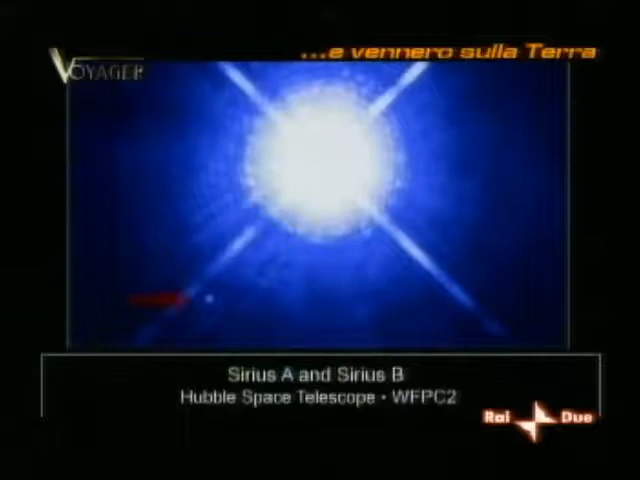 ...e vennero sulla Terra
VOYAGER
Sirius A and Sirius B
Hubble Space Telescope • WFPC2
Rai Due